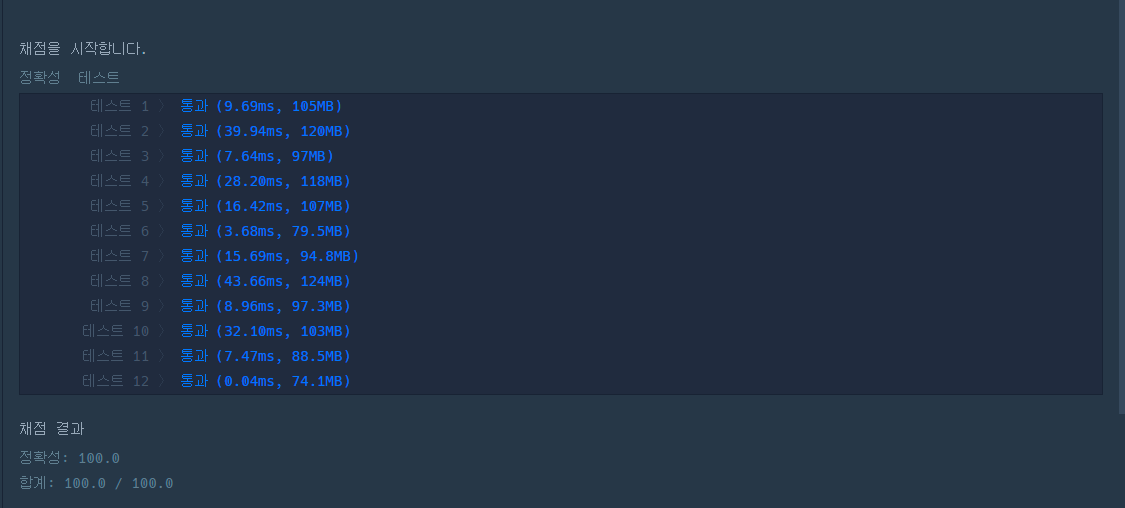 채점을 시작합니다.
정확성 테스트
테스트 1 〉 통과 (9.69ms, 105MB)
테스트 2 〉 통과 (39.94ms, 120MB)
테스트 3 〉 통과 (7.64ms, 97MB)
테스트 4 〉 통과 (28.20ms, 118MB)
테스트 5 〉 통과 (16.42ms, 107MB)
테스트 6 〉 통과 (3.68ms, 79.5MB)
테스트 7 〉 통과 (15.69ms, 94.8MB)
테스트 8 〉 통과 (43.66ms, 124MB)
테스트 9 〉 통과 (8.96ms, 97.3MB)
테스트 10 〉 통과 (32.10ms, 103MB)
테스트 11 〉 통과 (7.47ms, 88.5MB)
테스트 12 〉 통과 (0.04ms, 74.1MB)
채점 결과
정확성: 100.0
합계: 100.0 / 100.0